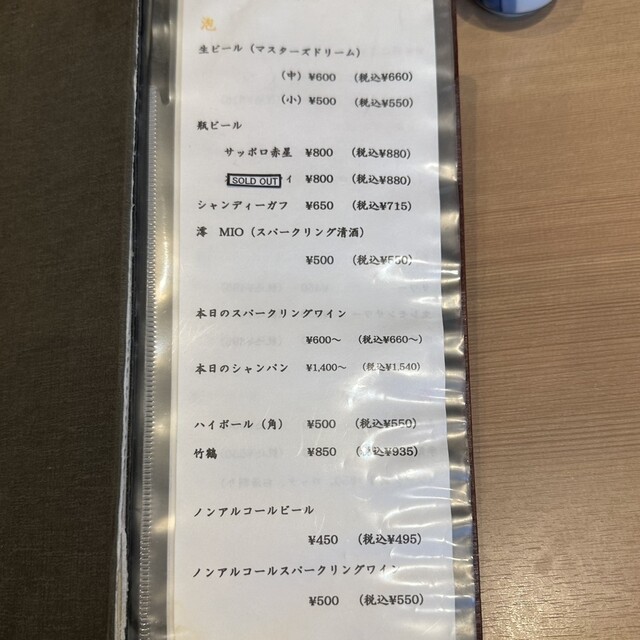 泡
生ビール（マスターズドリーム）
（中）¥600 （税込¥660）
（小）¥500 （税込¥550）
瓶ビール
サッポロ赤星 ¥800 （税込¥880）
SOLD OUT イ ¥800 （税込¥880）
シャンディーガフ ¥650 （税込¥715）
澪 MIO（スパークリング清酒）
¥500 （税込¥550）
本日のスパークリングワイン
¥600～ （税込¥660～）
本日のシャンパン ¥1,400～ （税込¥1,540）
ハイボール（角） ¥500 （税込¥550）
竹鶴 ¥850 （税込¥935）
ノンアルコールビール
¥450 （税込¥495）
ノンアルコールスパークリングワイン
¥500 （税込¥550）